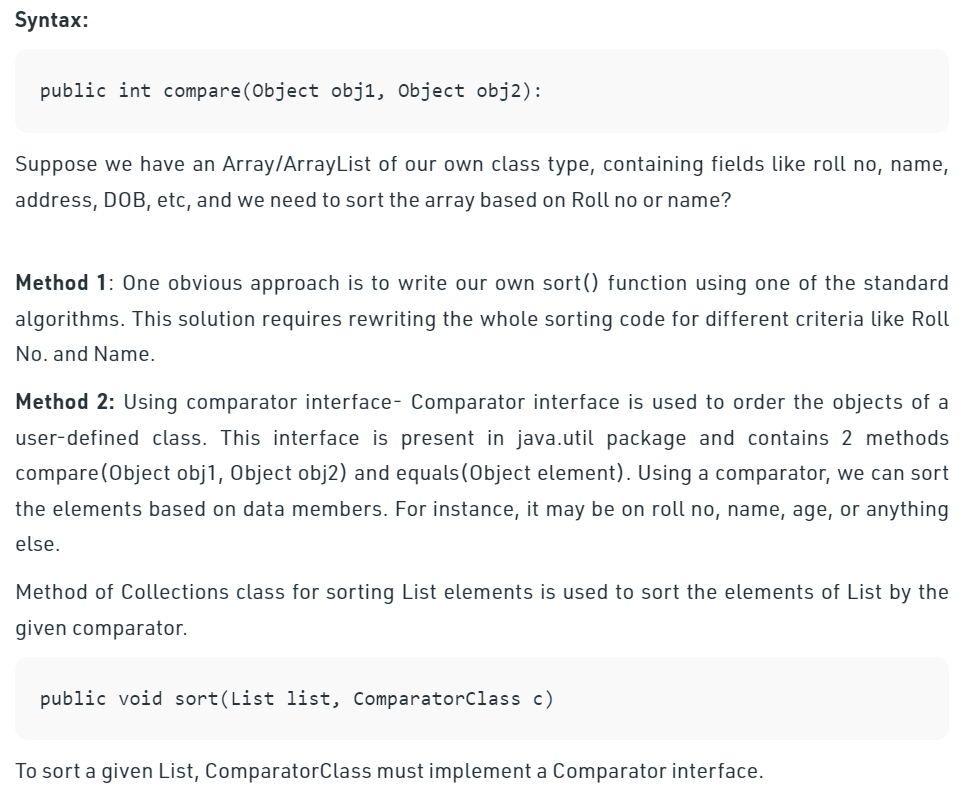 Syntax:
public int compare(Object obj1, Object obj2):
Suppose we have an Array/ArrayList of our own class type, containing fields like roll no, name,
address, DOB, etc, and we need to sort the array based on Roll no or name?
Method 1: One obvious approach is to write our own sort() function using one of the standard
algorithms. This solution requires rewriting the whole sorting code for different criteria like Roll
No. and Name.
Method 2: Using comparator interface- Comparator interface is used to order the objects of a
user-defined class. This interface is present in java.util package and contains 2 methods
compare(Object obj1, Object obj2) and equals(Object element). Using a comparator, we can sort
the elements based on data members. For instance, it may be on roll no, name, age, or anything
else.
Method of Collections class for sorting List elements is used to sort the elements of List by the
given comparator.
public void sort(List list, ComparatorClass c)
To sort a given List, ComparatorClass must implement a Comparator interface.